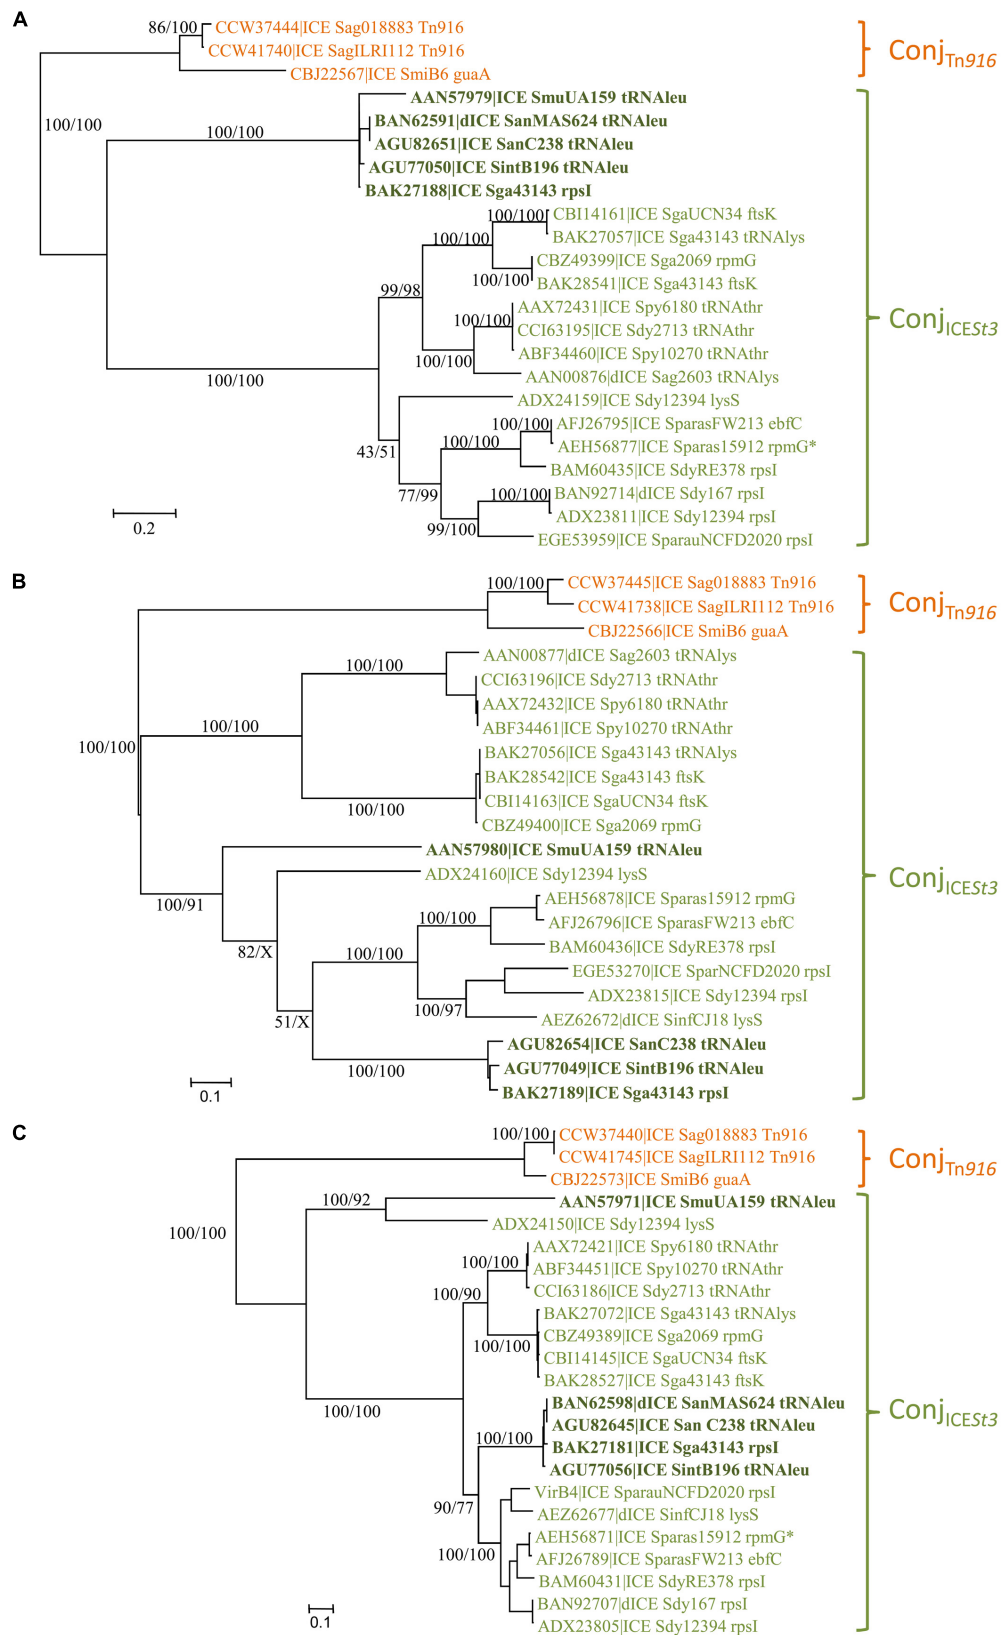 A
86/100
CCW37444|ICE Sag018883 Tn916
CCW41740|ICE SagILRI112 Tn916
CBJ22567|ICE SmiB6 guaA
ConjTn916
100/100
100/100
AAN57979|ICE SmuUA159 tRNAleu
BAN62591|dICE SanMAS624 tRNAleu
AGU82651|ICE SanC238 tRNAleu
AGU77050|ICE SintB196 tRNAleu
BAK27188|ICE Sga43143 rpsI
100/100
CBI14161|ICE SgaUCN34 ftsK
100/100
BAK27057|ICE Sga43143 tRNAlys
CBZ49399|ICE Sga2069 rpmG
100/100
BAK28541|ICE Sga43143 ftsK
99/98
AAX72431|ICE Spy6180 tRNAthr
100/100
CCI63195|ICE Sdy2713 tRNAthr
ConjICESt3
ABF34460|ICE Spy10270 tRNAthr
100/100
AAN00876|dICE Sag2603 tRNAlys
100/100
ADX24159|ICE Sdy12394 lysS
100/100
AFJ26795|ICE SparasFW213 ebfC
100/100
AEH56877|ICE Sparas15912 rpmG*
43/51
BAM60435|ICE SdyRE378 rpsI
77/99
100/100
BAN92714|dICE Sdy167 rpsI
ADX23811|ICE Sdy12394 rpsI
99/100
EGE53959|ICE SparauNCFD2020 rpsI
0.2
B
100/100
CCW37445|ICE Sag018883 Tn916
CCW41738|ICE SagILRI112 Tn916
CBJ22566|ICE SmiB6 guaA
ConjTn916
AAN00877|dICE Sag2603 tRNAlys
100/100
CCI63196|ICE Sdy2713 tRNAthr
AAX72432|ICE Spy6180 tRNAthr
100/100
ABF34461|ICE Spy10270 tRNAthr
100/100
BAK27056|ICE Sga43143 tRNAlys
BAK28542|ICE Sga43143 ftsK
CBI14163|ICE SgaUCN34 ftsK
100/100
CBZ49400|ICE Sga2069 rpmG
AAN57980|ICE SmuUA159 tRNAleu
ADX24160|ICE Sdy12394 lysS
ConjICESt3
100/91
AEH56878|ICE Sparas15912 rpmG
100/100
AFJ26796|ICE SparasFW213 ebfC
BAM60436|ICE SdyRE378 rpsI
82/X
100/100
EGE53270|ICE SparNCFD2020 rpsI
ADX23815|ICE Sdy12394 rpsI
100/97
AEZ62672|dICE SinfCJ18 lysS
51/X
AGU82654|ICE SanC238 tRNAleu
100/100
AGU77049|ICE SintB196 tRNAleu
BAK27189|ICE Sga43143 rpsI
0.1
C
100/100
CCW37440|ICE Sag018883 Tn916
CCW41745|ICE SagILRI112 Tn916
CBJ22573|ICE SmiB6 guaA
ConjTn916
100/92
AAN57971|ICE SmuUA159 tRNAleu
ADX24150|ICE Sdy12394 lysS
100/100
AAX72421|ICE Spy6180 tRNAthr
100/100
ABF34451|ICE Spy10270 tRNAthr
CCI63186|ICE Sdy2713 tRNAthr
100/90
BAK27072|ICE Sga43143 tRNAlys
CBZ49389|ICE Sga2069 rpmG
100/100
CBI14145|ICE SgaUCN34 ftsK
BAK28527|ICE Sga43143 ftsK
100/100
BAN62598|dICE SanMAS624 tRNAleu
ConjICESt3
AGU82645|ICE San C238 tRNAleu
100/100
BAK27181|ICE Sga43143 rpsI
AGU77056|ICE SintB196 tRNAleu
VirB4|ICE SparauNCFD2020 rpsI
90/77
AEZ62677|dICE SinfCJ18 lysS
AEH56871|ICE Sparas15912 rpmG*
100/100
AFJ26789|ICE SparasFW213 ebfC
BAM60431|ICE SdyRE378 rpsI
BAN92707|dICE Sdy167 rpsI
ADX23805|ICE Sdy12394 rpsI
0.1